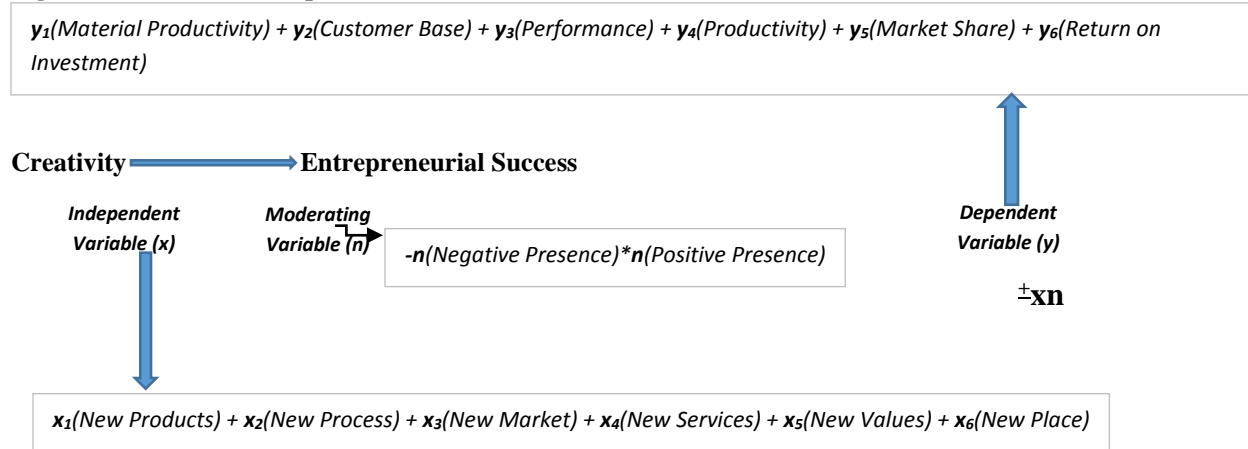 y₁(Material Productivity) + y₂(Customer Base) + y₃(Performance) + y₄(Productivity) + y₅(Market Share) + y₆(Return on
Investment)
Creativity Entrepreneurial Success
Independent
Variable (x)
Moderating
Variable (n)
-n(Negative Presence)*n(Positive Presence)
Dependent
Variable (y)
±xn
x₁(New Products) + x₂(New Process) + x₃(New Market) + x₄(New Services) + x₅(New Values) + x₆(New Place)